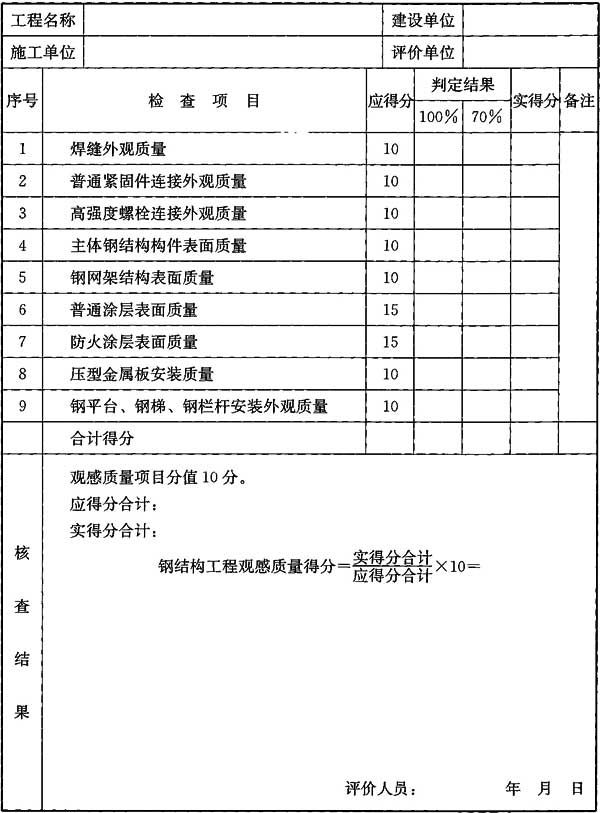 工程名称 建设单位
施工单位 评价单位
序号 检查项目 应得分 判定结果 实得分 备注
100% 70%
1 焊缝外观质量 10
2 普通紧固件连接外观质量 10
3 高强度螺栓连接外观质量 10
4 主体钢结构构件表面质量 10
5 钢网架结构表面质量 10
6 普通涂层表面质量 15
7 防火涂层表面质量 15
8 压型金属板安装质量 10
9 钢平台、钢梯、钢栏杆安装外观质量 10
合计得分
核查结果
观感质量项目分值10分。
应得分合计：
实得分合计：
钢结构工程观感质量得分=实得分合计/应得分合计×10=
评价人员： 年 月 日